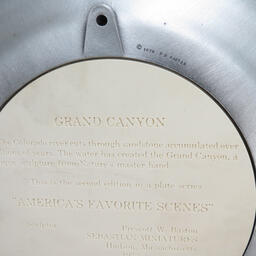 GRAND CANYON
The Colorado river cuts through sandstone accumulated over
of years. The water has created the Grand Canyon, a
sculpture from Nature's master hand.
This is the second edition in a plate series
"AMERICA'S FAVORITE SCENES"
Sculptor Prescott W. Baston
SEBASTIAN MINIATURES
Hudson, Massachusetts